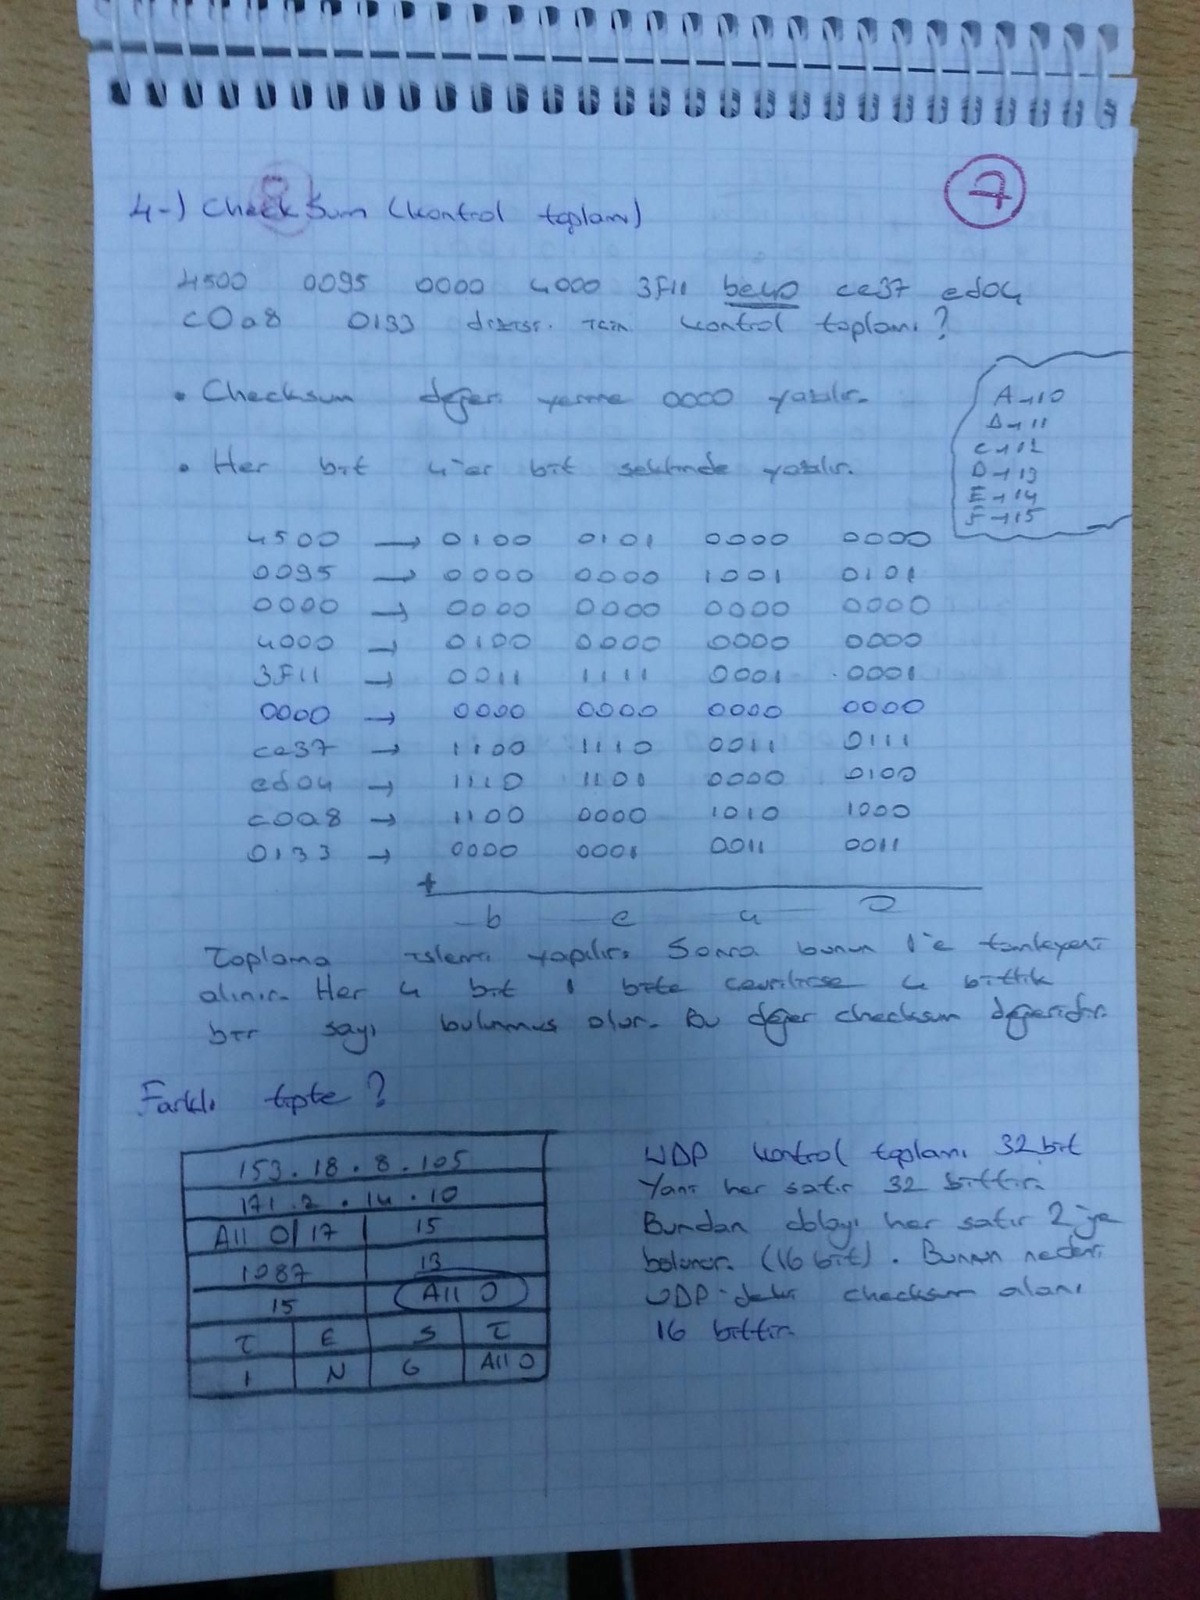 7
4-) Checksum (kontrol toplamı)
4500 0095 0000 4000 3F11 be40 ce37 ed04
c0a8 0133 dizisi için kontrol toplamı?
• Checksum değeri yerine 0000 yazılır.
• Her bit 4'er bit şeklinde yazılır.
A→10
B→11
C→12
D→13
E→14
F→15
4500 → 0100 0101 0000 0000
0095 → 0000 0000 1001 0101
0000 → 0000 0000 0000 0000
4000 → 0100 0000 0000 0000
3F11 → 0011 1111 0001 0001
0000 → 0000 0000 0000 0000
ce37 → 1100 1110 0011 0111
ed04 → 1110 1101 0000 0100
c0a8 → 1100 0000 1010 1000
0133 → 0000 0001 0011 0011
+
b e 4 0
Toplama işlemi yapılır. Sonra bunun 1'e tümleyeni
alınır. Her 4 bit 1 bite çevrilirse 4 bitlik
bir sayı bulunmuş olur. Bu değer checksum değeridir.
Farklı tipte?
153.18.8.105
171.2.14.10
All 0/17 15
1087 13
15 All 0
T E S T
I N G All 0
UDP kontrol toplamı 32 bit
Yani her satır 32 bittir.
Bundan dolayı her satır 2'ye
bölünür. (16 bit). Bunun nedeni
UDP'deki checksum alanı
16 bittir.